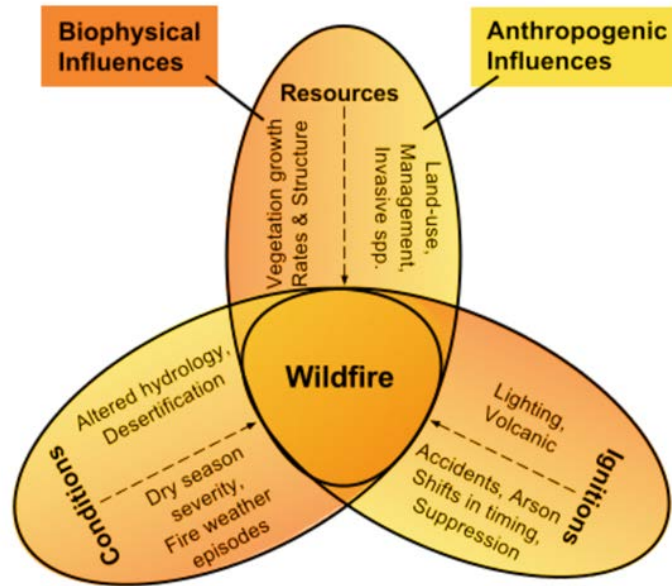 Biophysical
Influences
Anthropogenic
Influences
Resources
Vegetation growth
Rates & Structure
Land-use,
Management,
Invasive spp.
Wildfire
Altered hydrology,
Desertification
Conditions
Dry season
severity,
Fire weather
episodes
Lighting,
Volcanic
Ignitions
Accidents, Arson
Shifts in timing,
Suppression